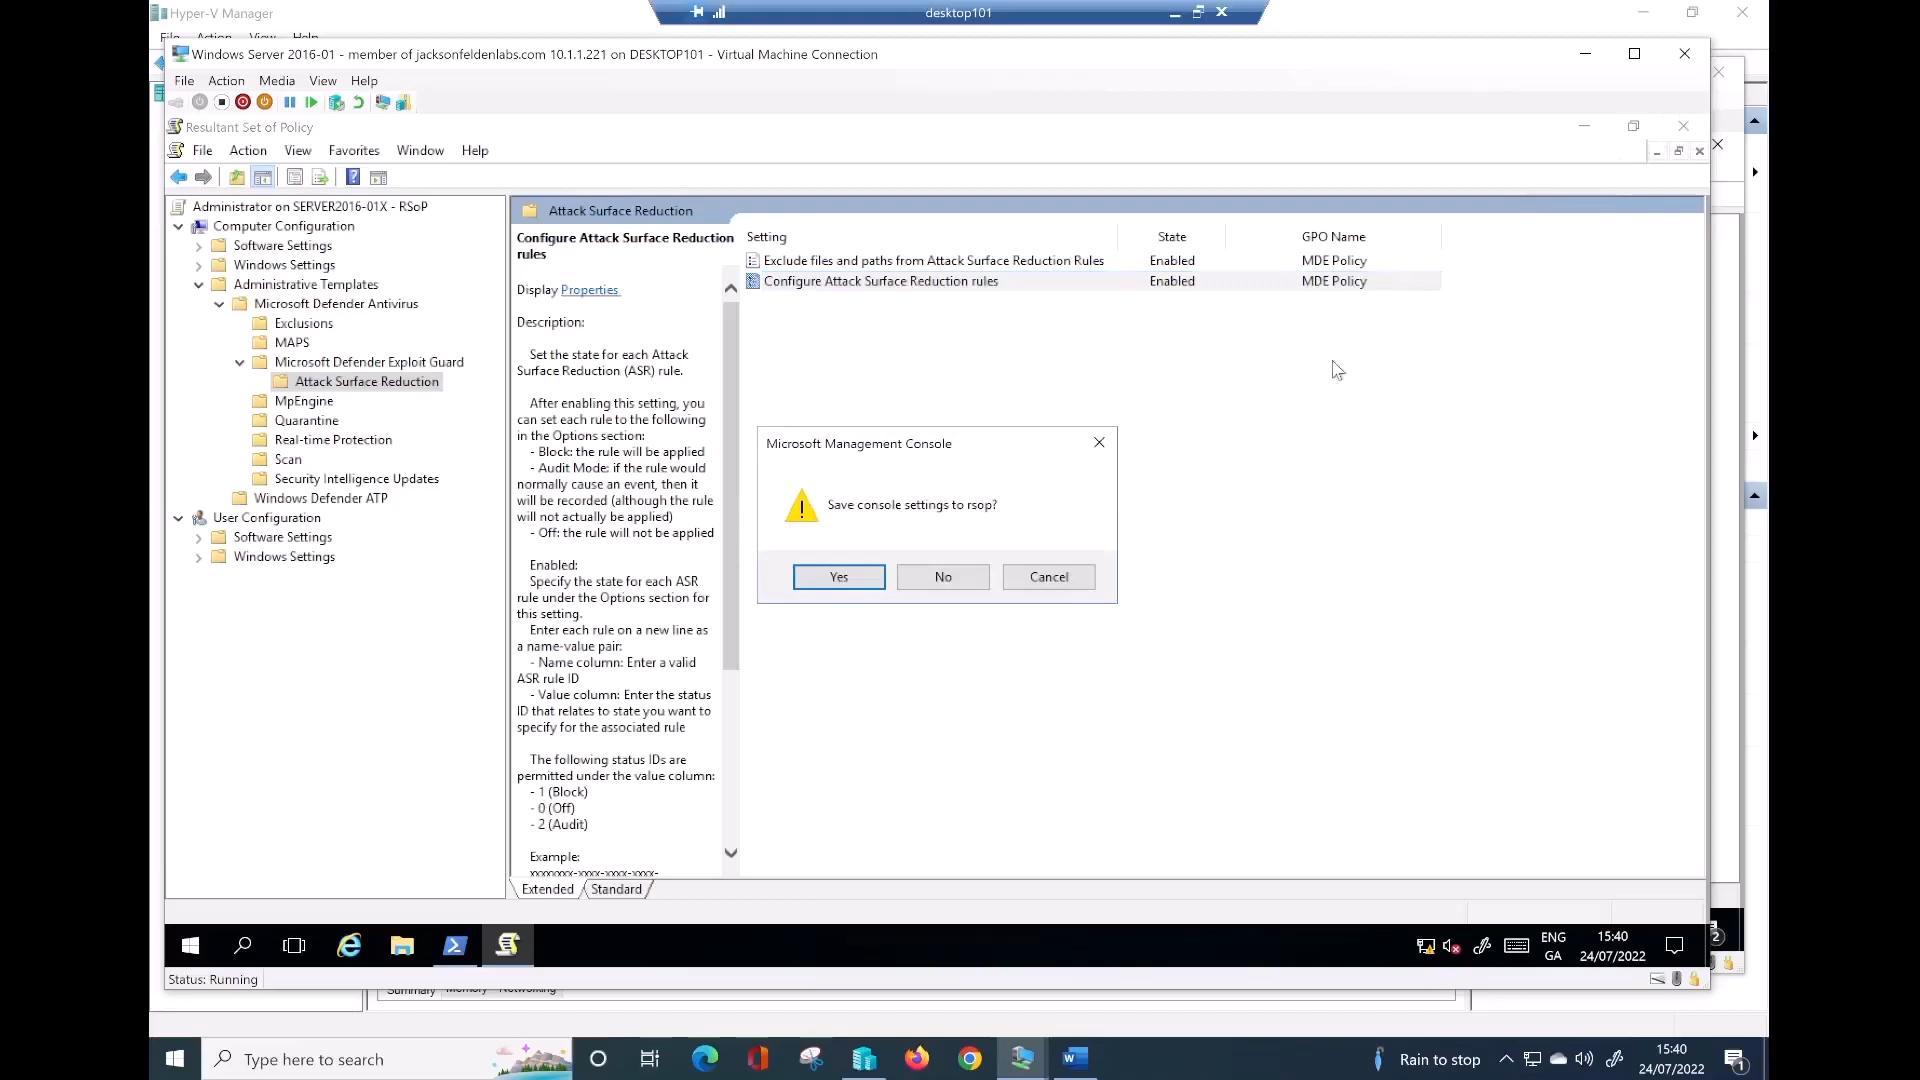 Hyper-V Manager
desktop101
Windows Server 2016-01 - member of jacksonfeldenlabs.com 10.1.1.221 on DESKTOP101 - Virtual Machine Connection
File Action Media View Help
Resultant Set of Policy
File Action View Favorites Window Help
Administrator on SERVER2016-01X - RSoP
Computer Configuration
Software Settings
Windows Settings
Administrative Templates
Microsoft Defender Antivirus
Exclusions
MAPS
Microsoft Defender Exploit Guard
Attack Surface Reduction
MpEngine
Quarantine
Real-time Protection
Scan
Security Intelligence Updates
Windows Defender ATP
User Configuration
Software Settings
Windows Settings
Attack Surface Reduction
Configure Attack Surface Reduction
rules
Display Properties
Description:
Set the state for each Attack
Surface Reduction (ASR) rule.
After enabling this setting, you
can set each rule to the following
in the Options section:
- Block: the rule will be applied
- Audit Mode: if the rule would
normally cause an event, then it
will be recorded (although the rule
will not actually be applied)
- Off: the rule will not be applied
Enabled:
Specify the state for each ASR
rule under the Options section for
this setting.
Enter each rule on a new line as
a name-value pair:
- Name column: Enter a valid
ASR rule ID
- Value column: Enter the status
ID that relates to state you want to
specify for the associated rule
The following status IDs are
permitted under the value column:
- 1 (Block)
- 0 (Off)
- 2 (Audit)
Example:
xxxxxxxx-xxxx-xxxx-xxxx-
Setting State GPO Name
Exclude files and paths from Attack Surface Reduction Rules Enabled MDE Policy
Configure Attack Surface Reduction rules Enabled MDE Policy
Microsoft Management Console
Save console settings to rsop?
Yes No Cancel
Extended Standard
ENG
GA
15:40
24/07/2022
2
Status: Running
Summary Memory Networking
Type here to search
Rain to stop
15:40
24/07/2022
1